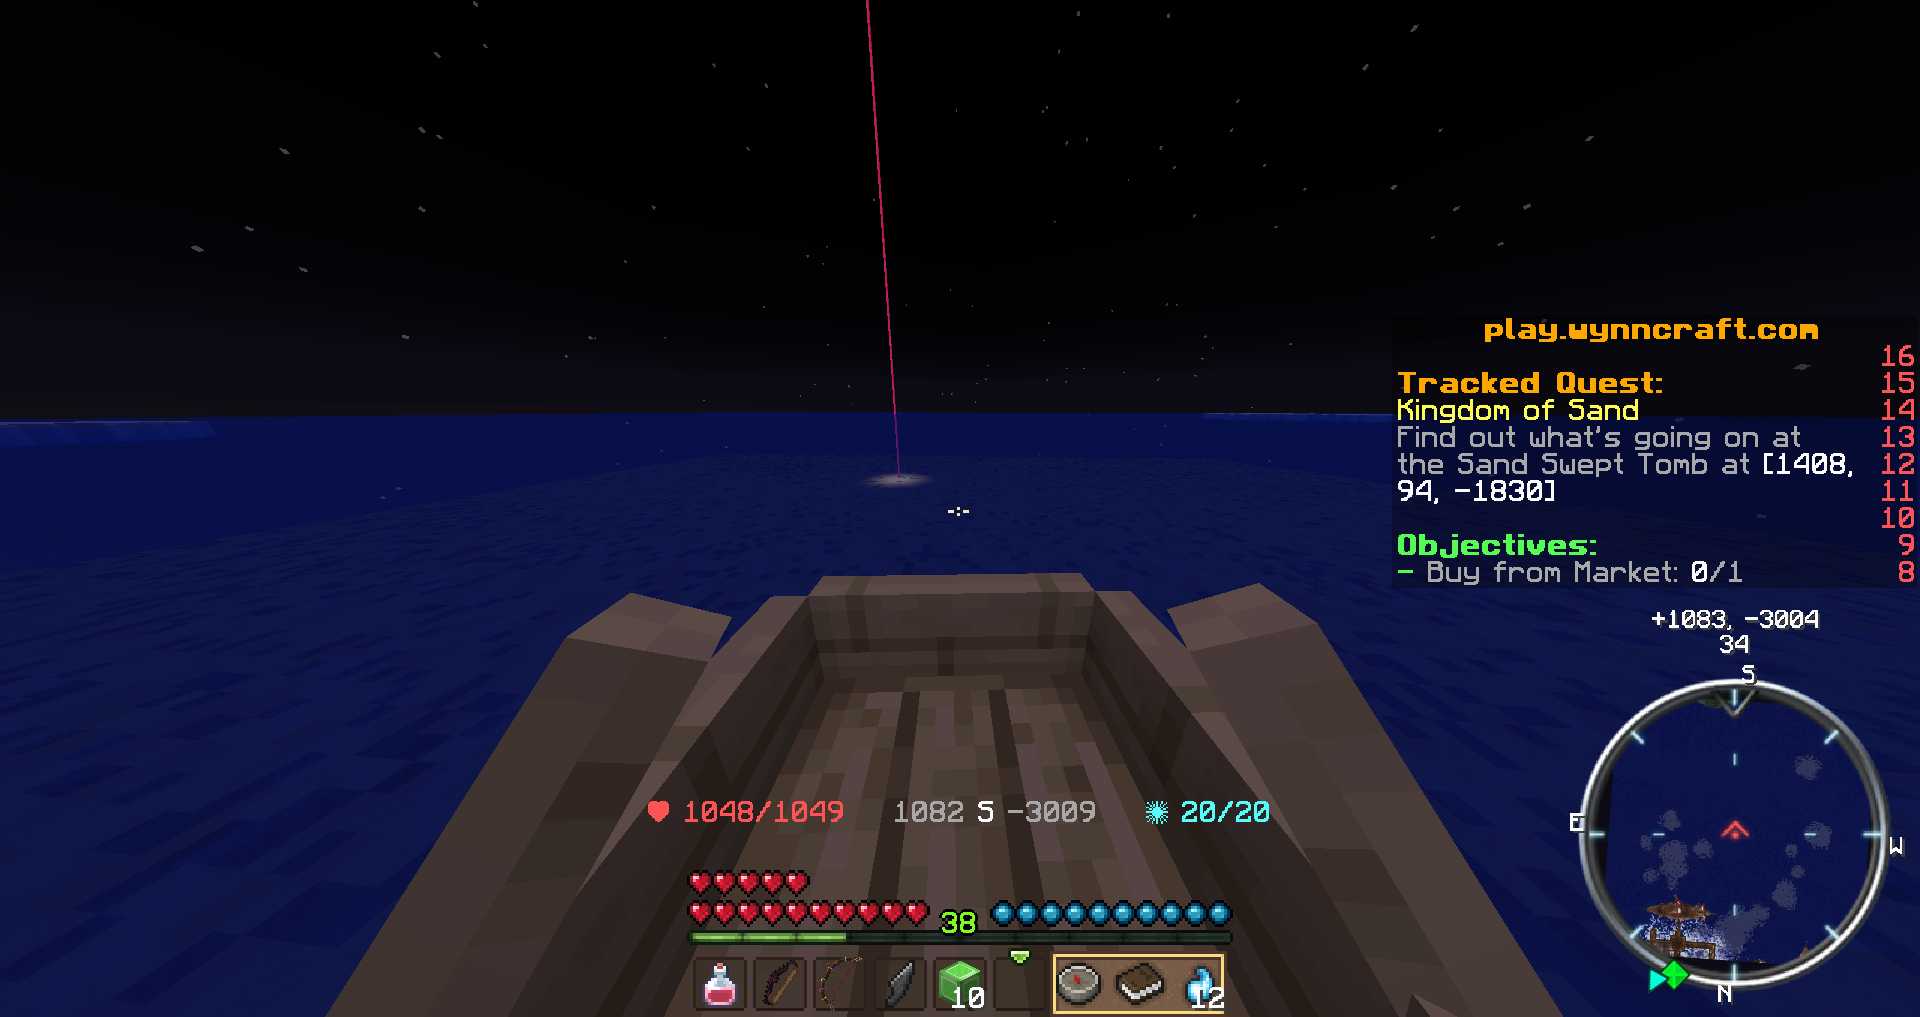 play.wynncraft.com
16
Tracked Quest: 15
Kingdom of Sand 14
Find out what's going on at 13
the Sand Swept Tomb at [1408, 12
94, -1830] 11
10
Objectives: 9
- Buy from Market: 0/1 8
+1083, -3004
34
S
E
W
N
1048/1049 1082 S -3009 20/20
38
10
12